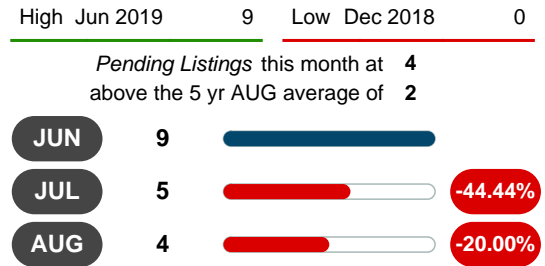 High Jun 2019 9 Low Dec 2018 0
Pending Listings this month at 4
above the 5 yr AUG average of 2
JUN 9
JUL 5 -44.44%
AUG 4 -20.00%